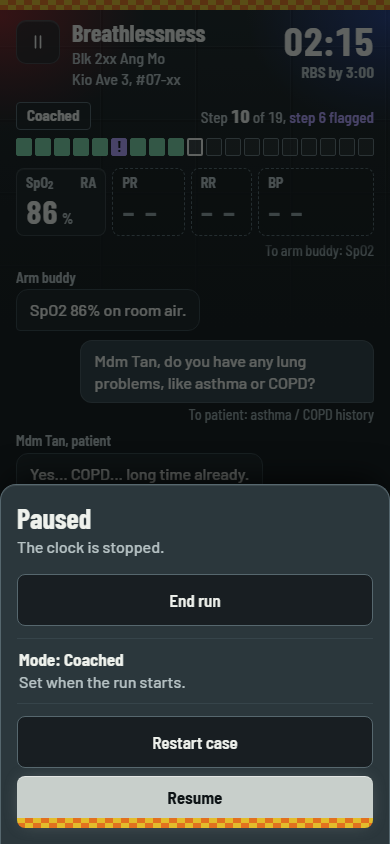 Breathlessness
Blk 2xx Ang Mo
Kio Ave 3, #07-xx
02:15
RBS by 3:00
Coached
Step 10 of 19, step 6 flagged
!
SpO₂ RA
86 %
PR
– –
RR
– –
BP
– –
To arm buddy: SpO2
Arm buddy
SpO2 86% on room air.
Mdm Tan, do you have any lung
problems, like asthma or COPD?
To patient: asthma / COPD history
Mdm Tan, patient
Yes... COPD... long time already.
Paused
The clock is stopped.
End run
Mode: Coached
Set when the run starts.
Restart case
Resume